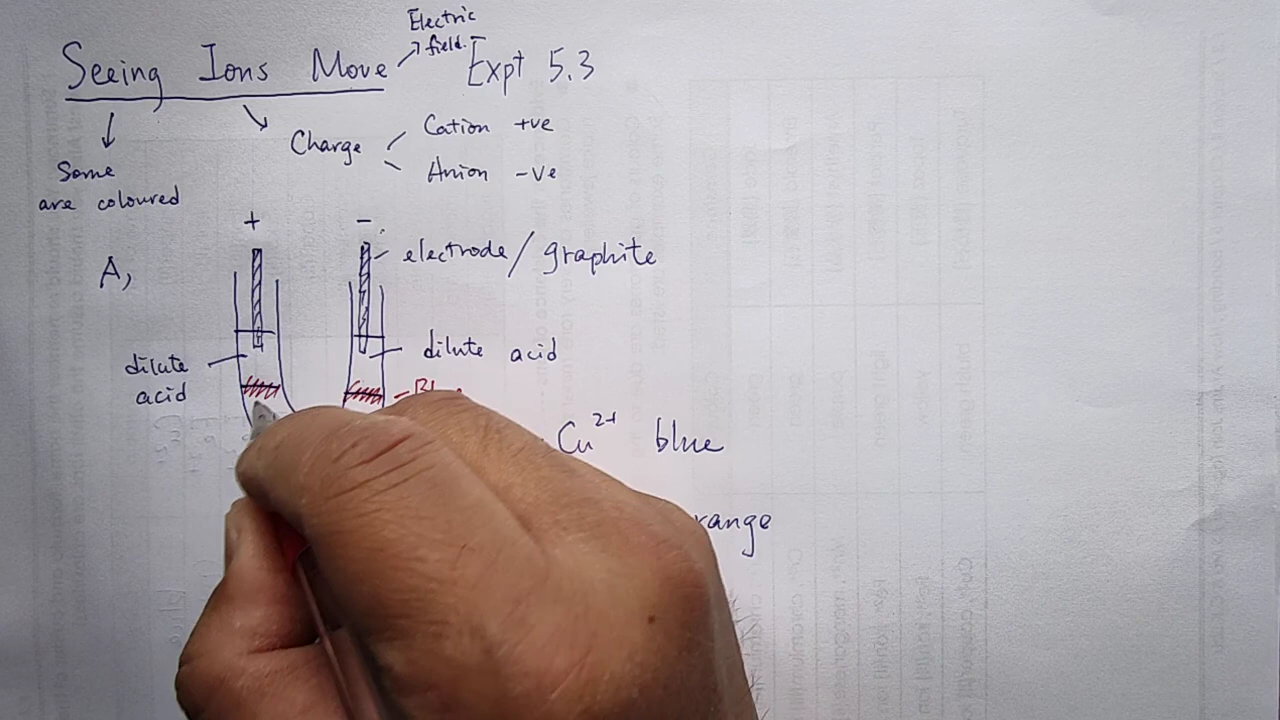 Electric
field.
Seeing Ions Move Expt 5.3
Charge
Cation +ve
Anion -ve
Some
are coloured
+ -
A,
electrode/graphite
dilute
acid
dilute acid
Cu2+ blue